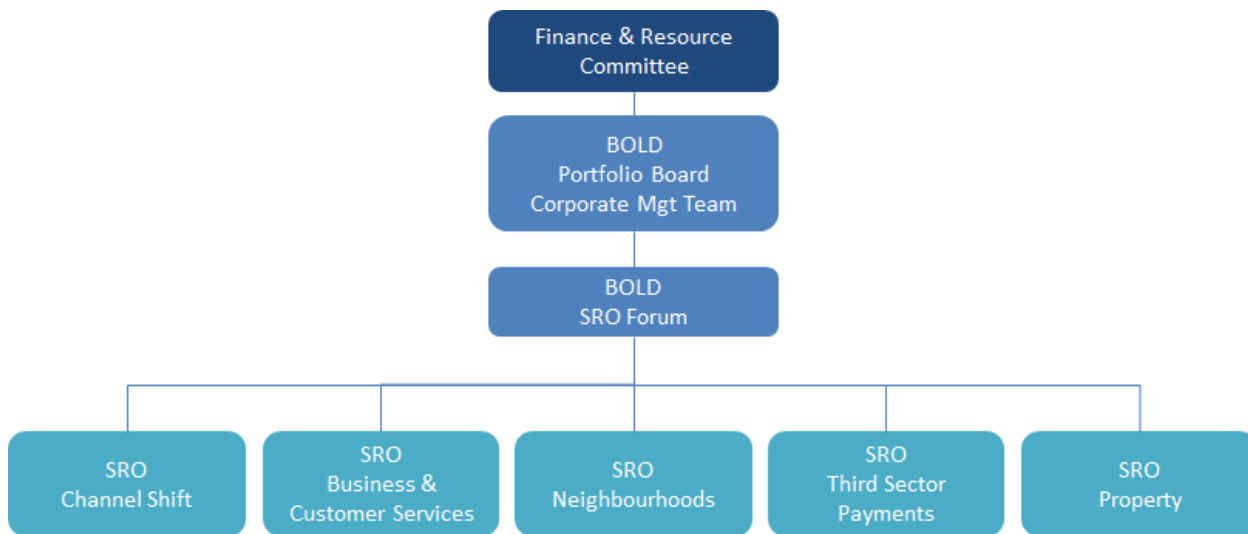 Finance & Resource
Committee
BOLD
Portfolio Board
Corporate Mgt Team
BOLD
SRO Forum
SRO
Channel Shift
SRO
Business &
Customer Services
SRO
Neighbourhoods
SRO
Third Sector
Payments
SRO
Property